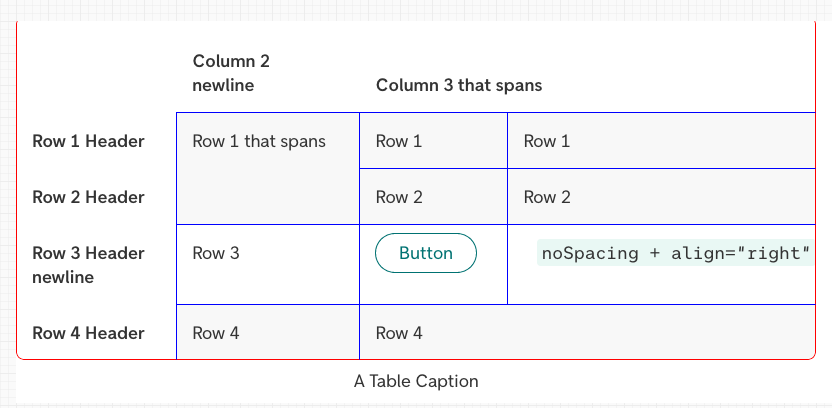 Column 2
newline
Column 3 that spans
Row 1 Header
Row 1 that spans
Row 1
Row 1
Row 2 Header
Row 2
Row 2
Row 3 Header
newline
Row 3
Button
noSpacing + align="right"
Row 4 Header
Row 4
Row 4
A Table Caption